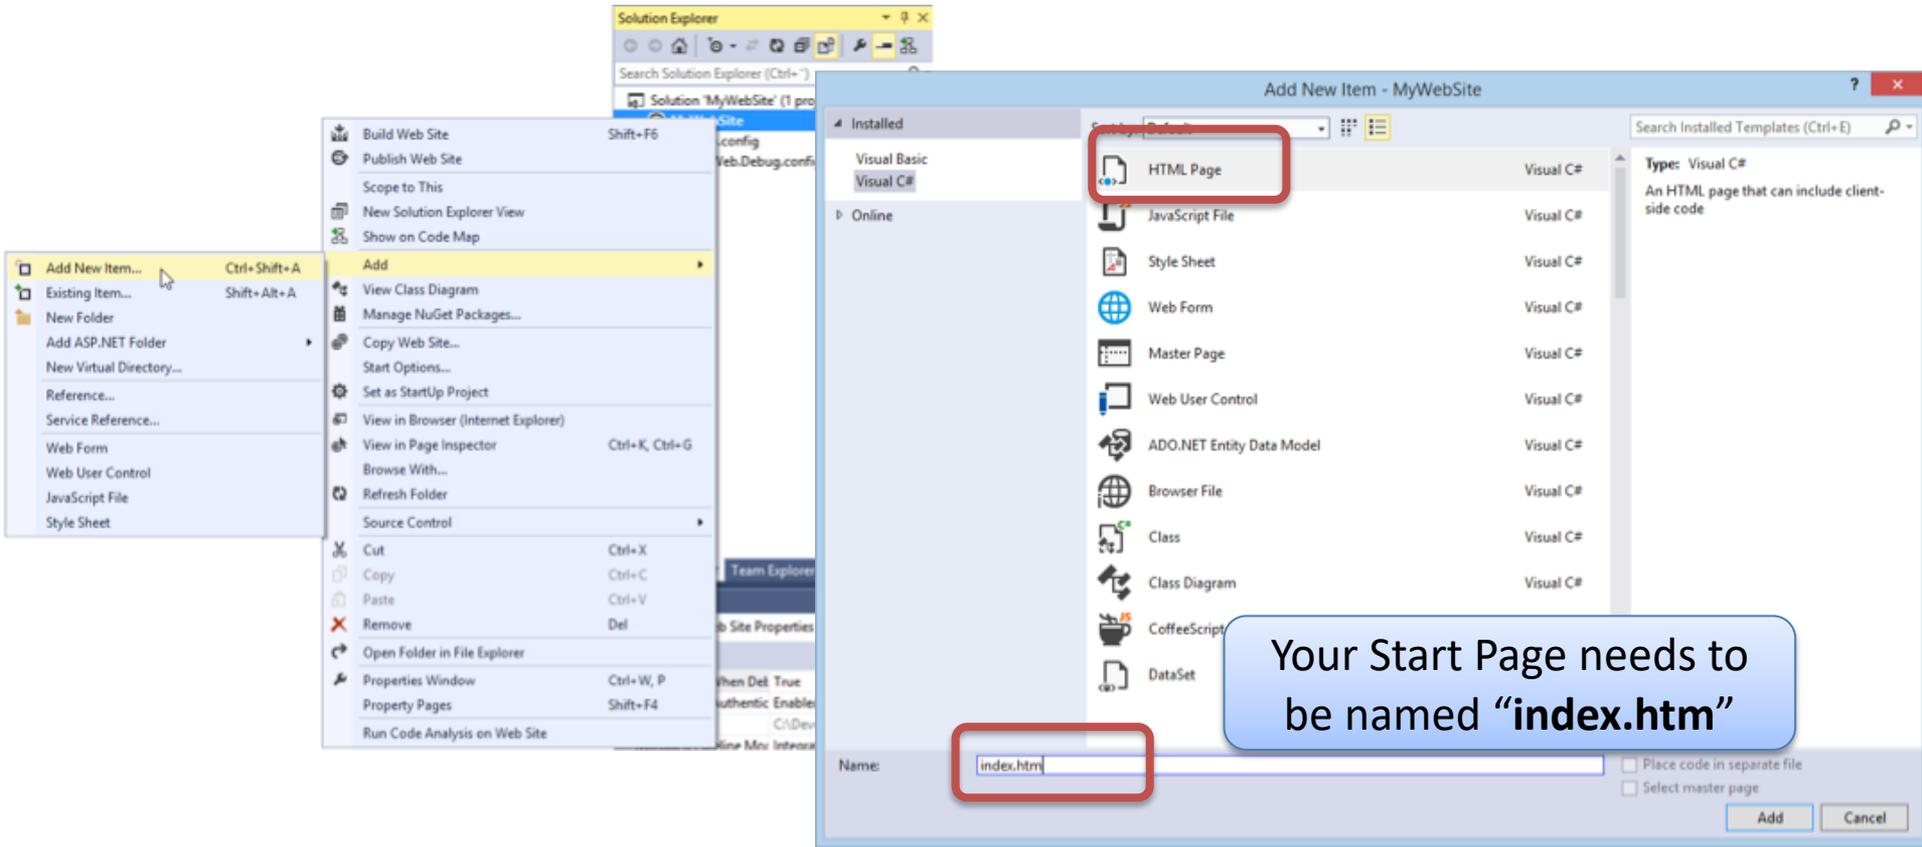 Solution Explorer
Search Solution Explorer (Ctrl+¨)
Solution 'MyWebSite' (1 pro
Site
.config
Web.Debug.confi
Build Web Site Shift+F6
Publish Web Site
Scope to This
New Solution Explorer View
Show on Code Map
Add
View Class Diagram
Manage NuGet Packages...
Copy Web Site...
Start Options...
Set as StartUp Project
View in Browser (Internet Explorer)
View in Page Inspector Ctrl+K, Ctrl+G
Browse With...
Refresh Folder
Source Control
Cut Ctrl+X
Copy Ctrl+C
Paste Ctrl+V
Remove Del
Open Folder in File Explorer
Properties Window Ctrl+W, P
Property Pages Shift+F4
Run Code Analysis on Web Site
Add New Item... Ctrl+Shift+A
Existing Item... Shift+Alt+A
New Folder
Add ASP.NET Folder
New Virtual Directory...
Reference...
Service Reference...
Web Form
Web User Control
JavaScript File
Style Sheet
Team Explorer
b Site Properties
When Del True
uthentic Enable
C:\Dev
eline Mod Integra
Add New Item - MyWebSite
?
Installed
Visual Basic
Visual C#
Online
Search Installed Templates (Ctrl+E)
HTML Page Visual C#
JavaScript File Visual C#
Style Sheet Visual C#
Web Form Visual C#
Master Page Visual C#
Web User Control Visual C#
ADO.NET Entity Data Model Visual C#
Browser File Visual C#
Class Visual C#
Class Diagram Visual C#
CoffeeScript
DataSet
Type: Visual C#
An HTML page that can include client-
side code
Your Start Page needs to
be named “index.htm”
Name: index.htm
Place code in separate file
Select master page
Add Cancel